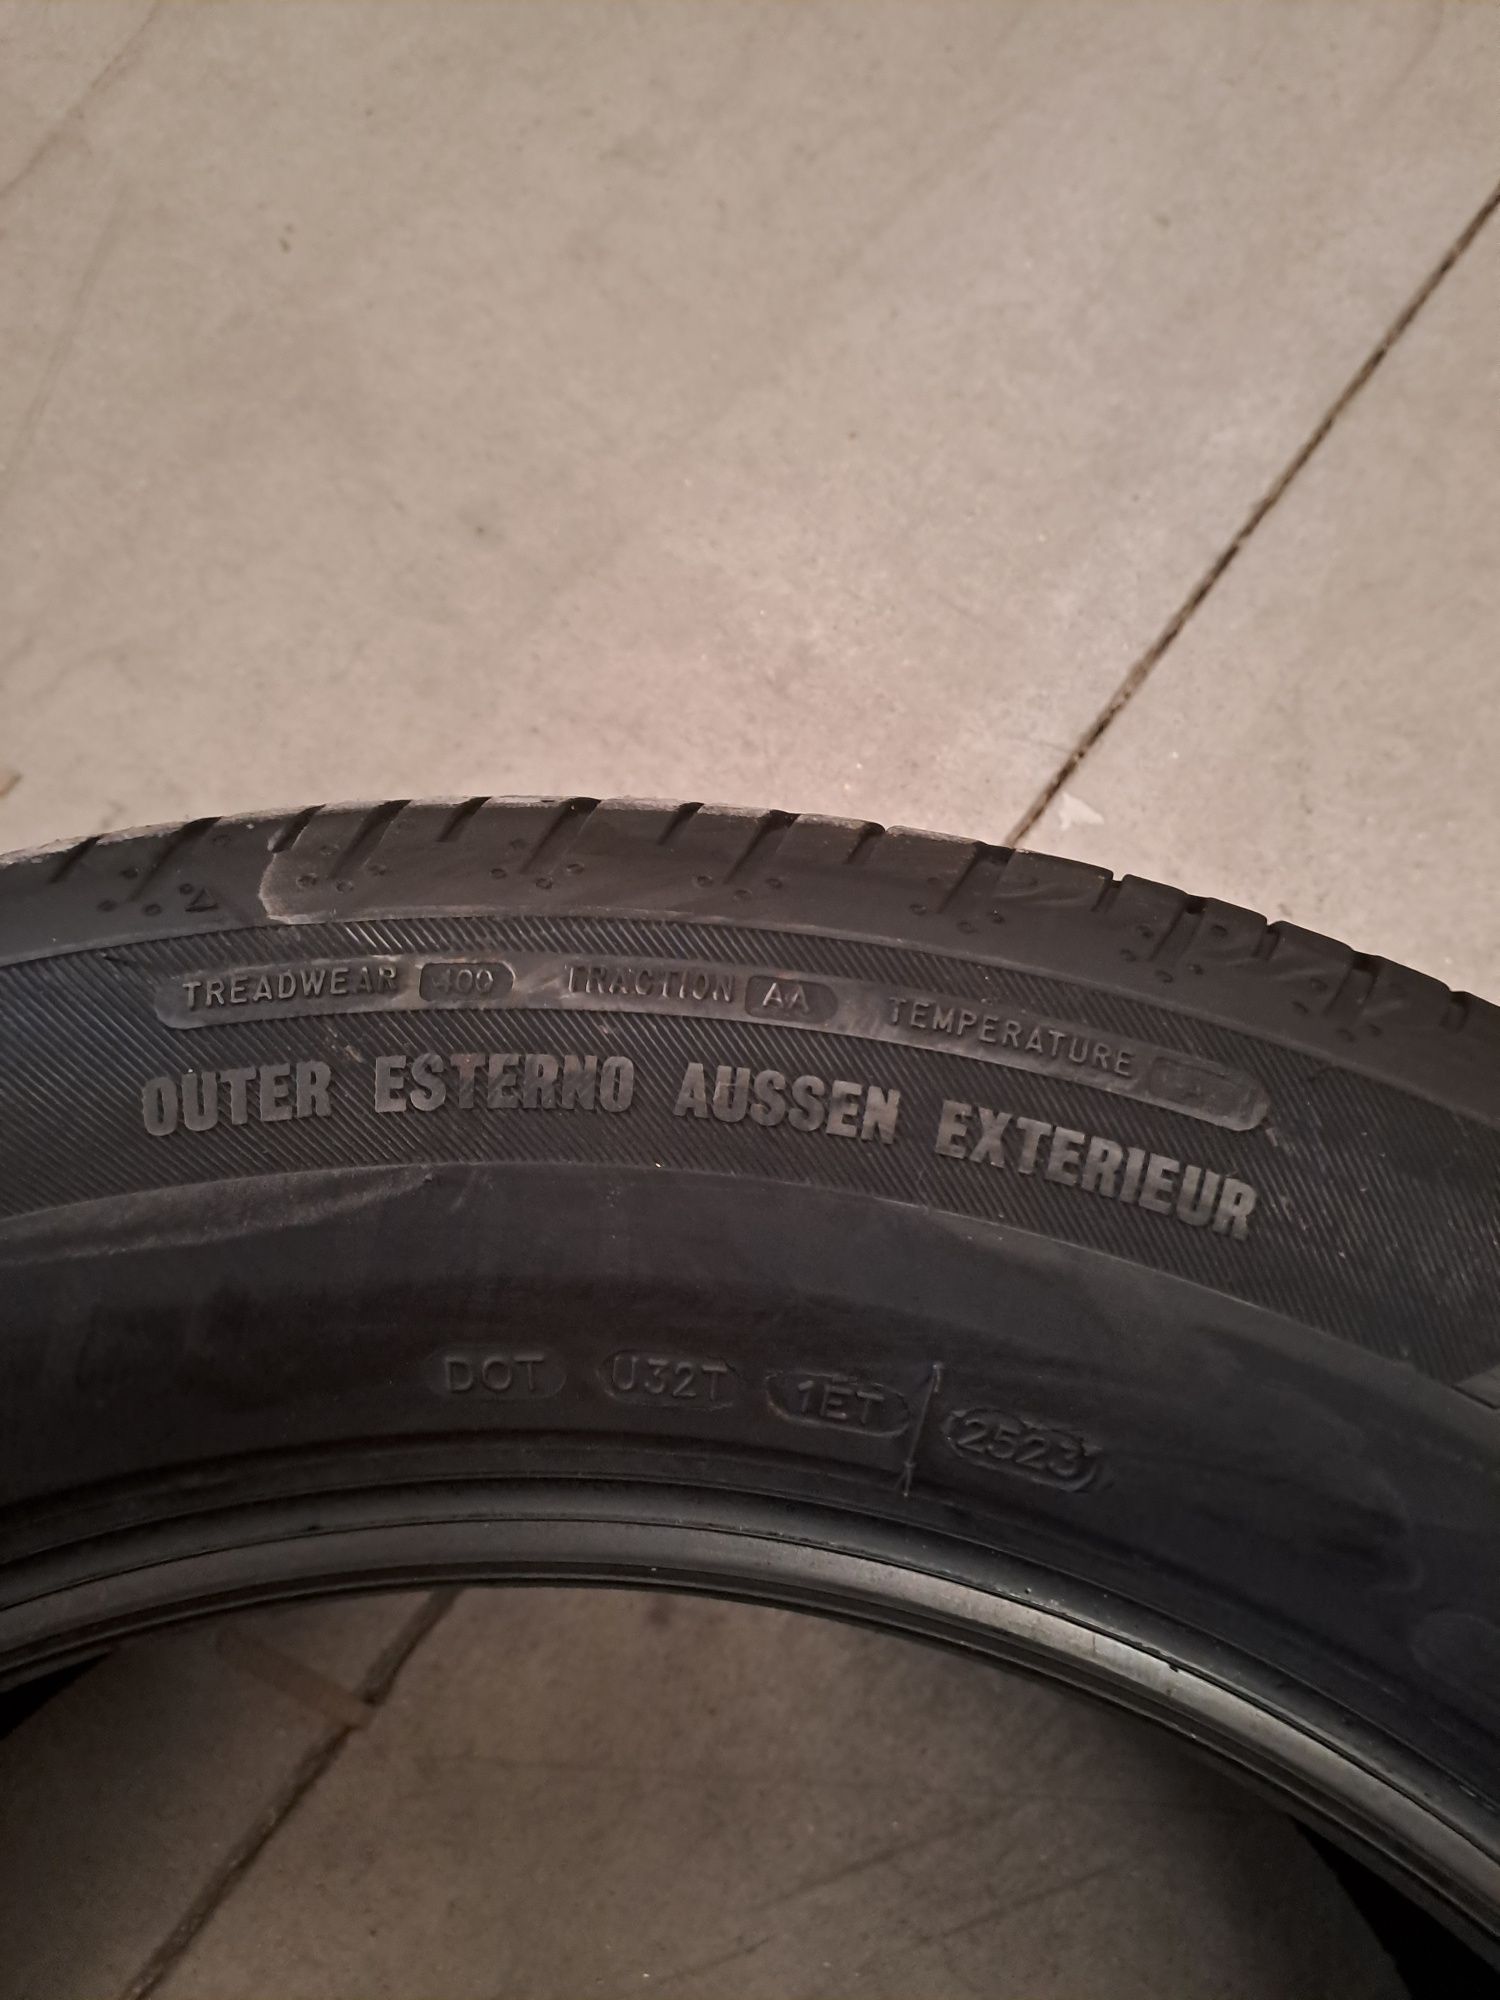 TREADWEAR 400 TRACTION AA TEMPERATURE
OUTER ESTERNO AUSSEN EXTERIEUR
DOT U32T 1ET 2523